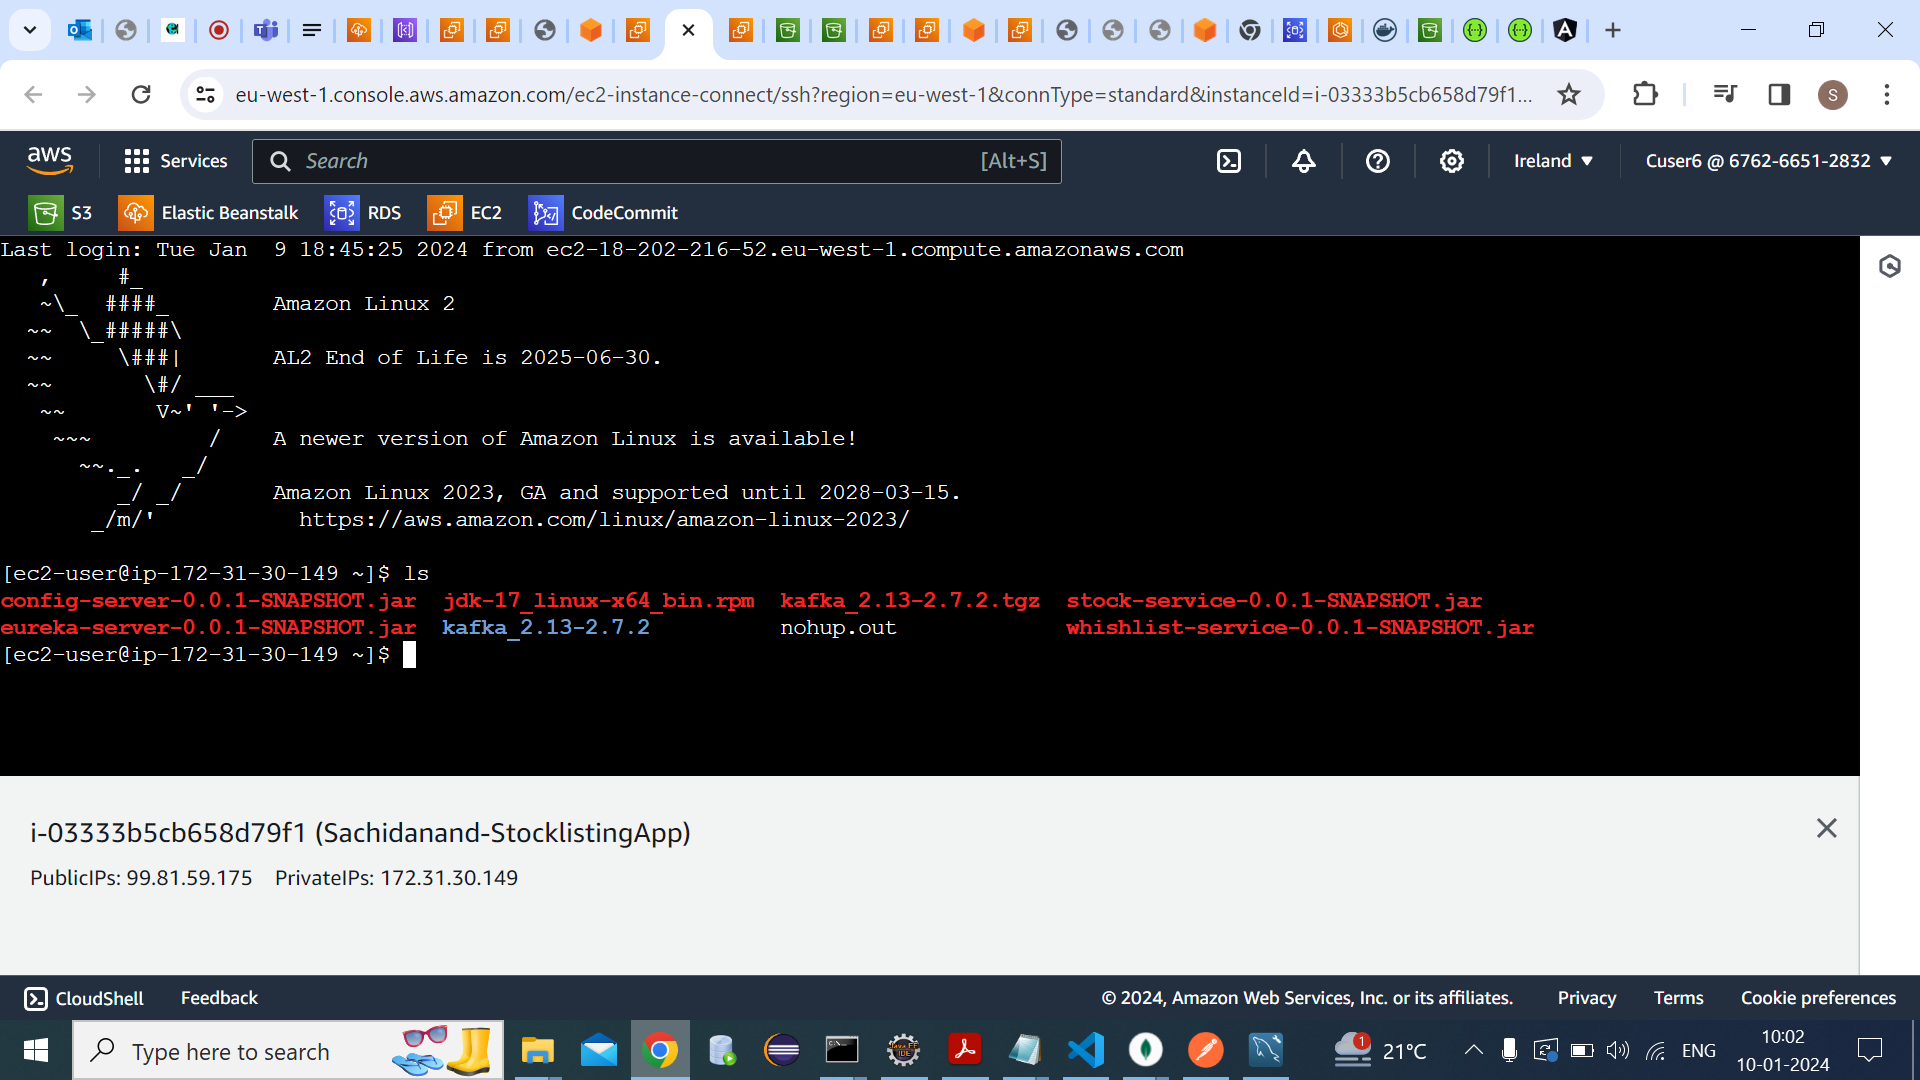 eu-west-1.console.aws.amazon.com/ec2-instance-connect/ssh?region=eu-west-1&connType=standard&instanceId=i-03333b5cb658d79f1...
S
aws
Services
Search
[Alt+S]
Ireland ▼
Cuser6 @ 6762-6651-2832 ▼
S3
Elastic Beanstalk
RDS
EC2
CodeCommit
Last login: Tue Jan  9 18:45:25 2024 from ec2-18-202-216-52.eu-west-1.compute.amazonaws.com
   ,     #_
   ~\_  ####_        Amazon Linux 2
  ~~  \_#####\
  ~~     \###|       AL2 End of Life is 2025-06-30.
  ~~       \#/ ___
   ~~       V~' '->
    ~~~         /    A newer version of Amazon Linux is available!
      ~~._.   _/
         _/ _/       Amazon Linux 2023, GA and supported until 2028-03-15.
       _/m/'           https://aws.amazon.com/linux/amazon-linux-2023/
[ec2-user@ip-172-31-30-149 ~]$ ls
config-server-0.0.1-SNAPSHOT.jar  jdk-17_linux-x64_bin.rpm  kafka_2.13-2.7.2.tgz  stock-service-0.0.1-SNAPSHOT.jar
eureka-server-0.0.1-SNAPSHOT.jar  kafka_2.13-2.7.2          nohup.out             whishlist-service-0.0.1-SNAPSHOT.jar
[ec2-user@ip-172-31-30-149 ~]$
i-03333b5cb658d79f1 (Sachidanand-StocklistingApp)
PublicIPs: 99.81.59.175    PrivateIPs: 172.31.30.149
CloudShell
Feedback
© 2024, Amazon Web Services, Inc. or its affiliates.
Privacy
Terms
Cookie preferences
Type here to search
1
21°C
ENG
10:02
10-01-2024